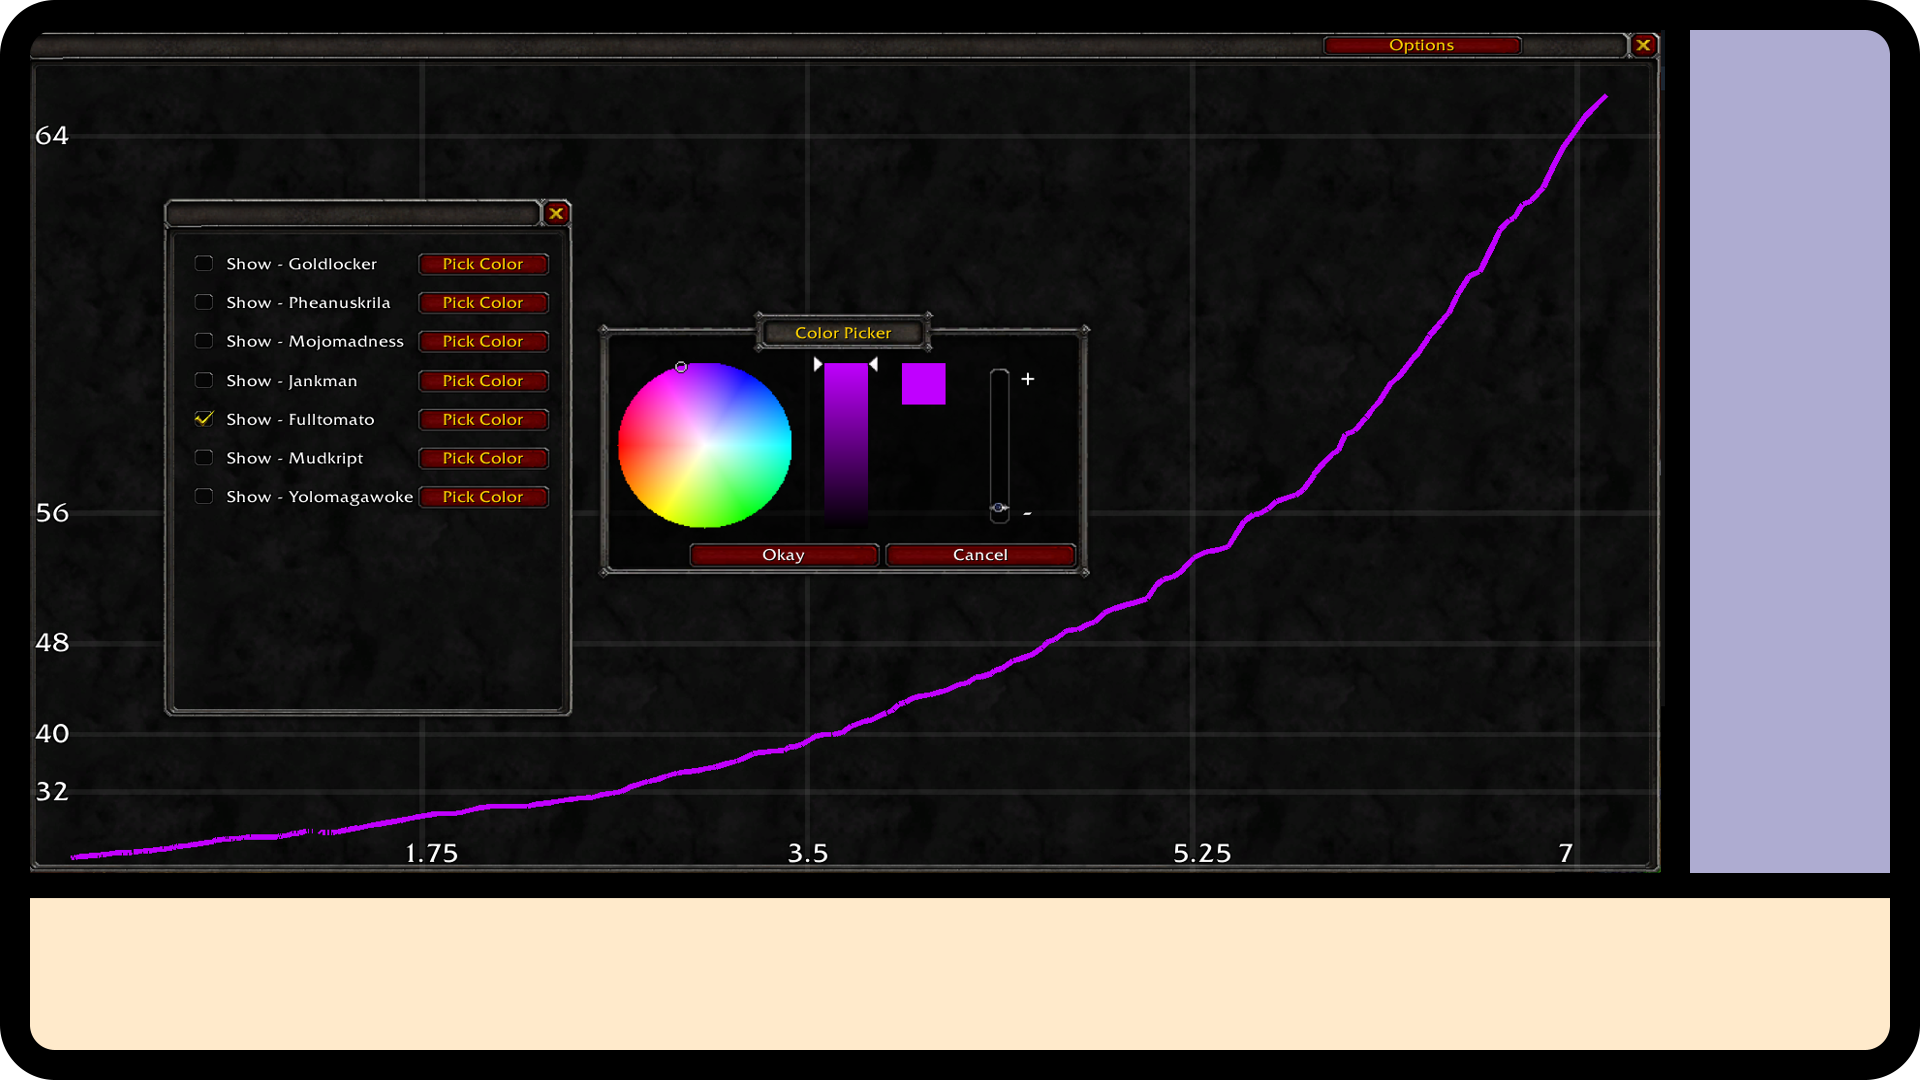 Options
64
Show - Goldlocker Pick Color
Show - Pheanuskrila Pick Color
Show - Mojomadness Pick Color
Show - Jankman Pick Color
Show - Fulltomato Pick Color
Show - Mudkript Pick Color
Show - Yolomagawoke Pick Color
Color Picker
+
-
Okay Cancel
56
48
40
32
1.75 3.5 5.25 7